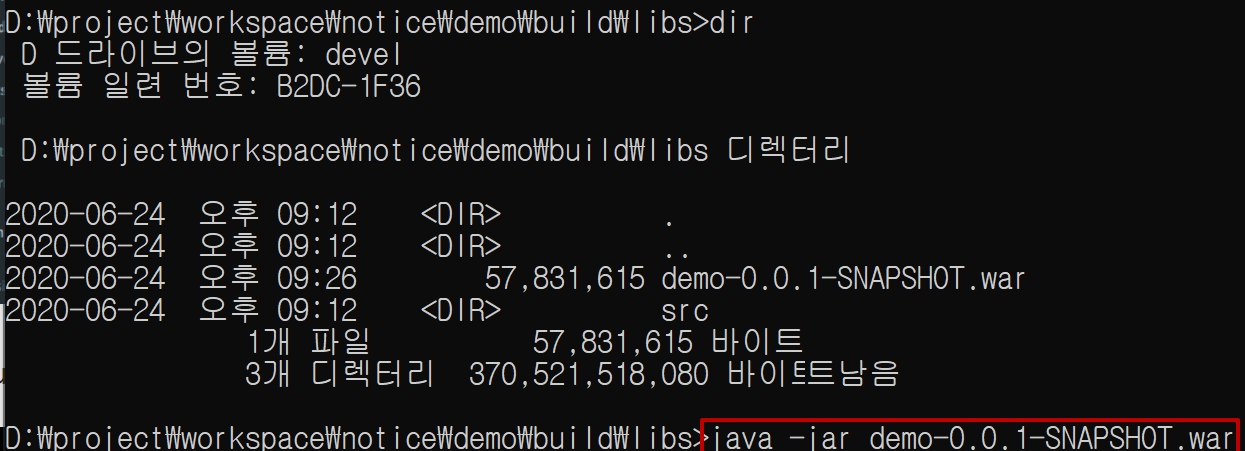 D:₩project₩workspace₩notice₩demo₩build₩libs>dir
D 드라이브의 볼륨: devel
볼륨 일련 번호: B2DC-1F36
D:₩project₩workspace₩notice₩demo₩build₩libs 디렉터리
2020-06-24 오후 09:12 <DIR> .
2020-06-24 오후 09:12 <DIR> ..
2020-06-24 오후 09:26 57,831,615 demo-0.0.1-SNAPSHOT.war
2020-06-24 오후 09:12 <DIR> src
1개 파일 57,831,615 바이트
3개 디렉터리 370,521,518,080 바이트트남음
D:₩project₩workspace₩notice₩demo₩build₩libs>java -jar demo-0.0.1-SNAPSHOT.war